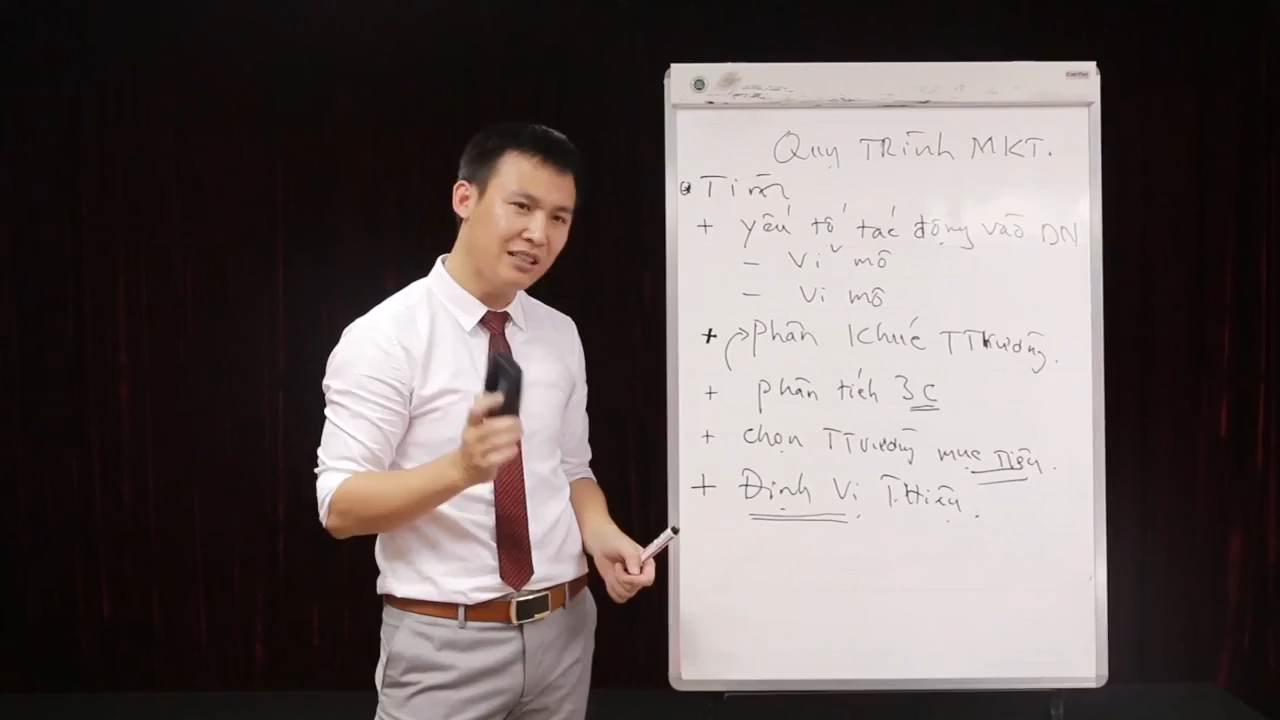 Quy TRình MKT.
Tìm
+ yếu tố tác động vào DN
- Vĩ mô
- Vi mô
+ phân khúc TTrường.
+ phân tích 3C
+ chọn TTrường mục Tiêu.
+ Định Vị T.Hiệu.